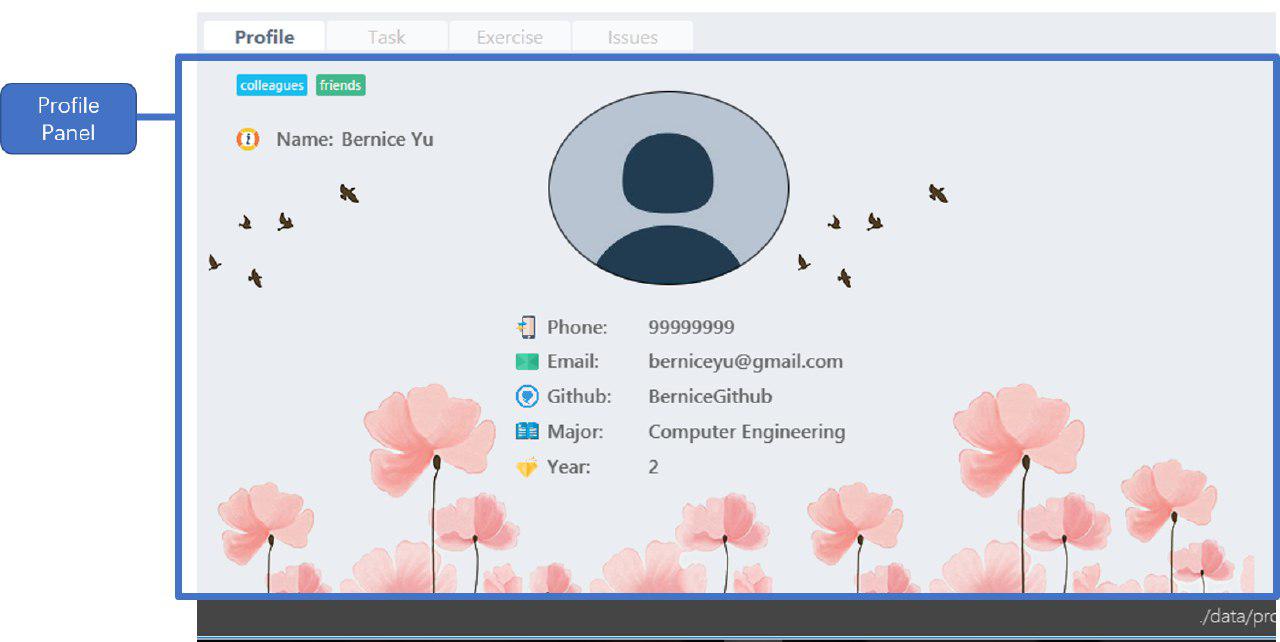 Profile Task Exercise Issues
colleagues friends
Profile
Panel
Name: Bernice Yu
Phone: 99999999
Email: berniceyu@gmail.com
Github: BerniceGithub
Major: Computer Engineering
Year: 2
./data/pro